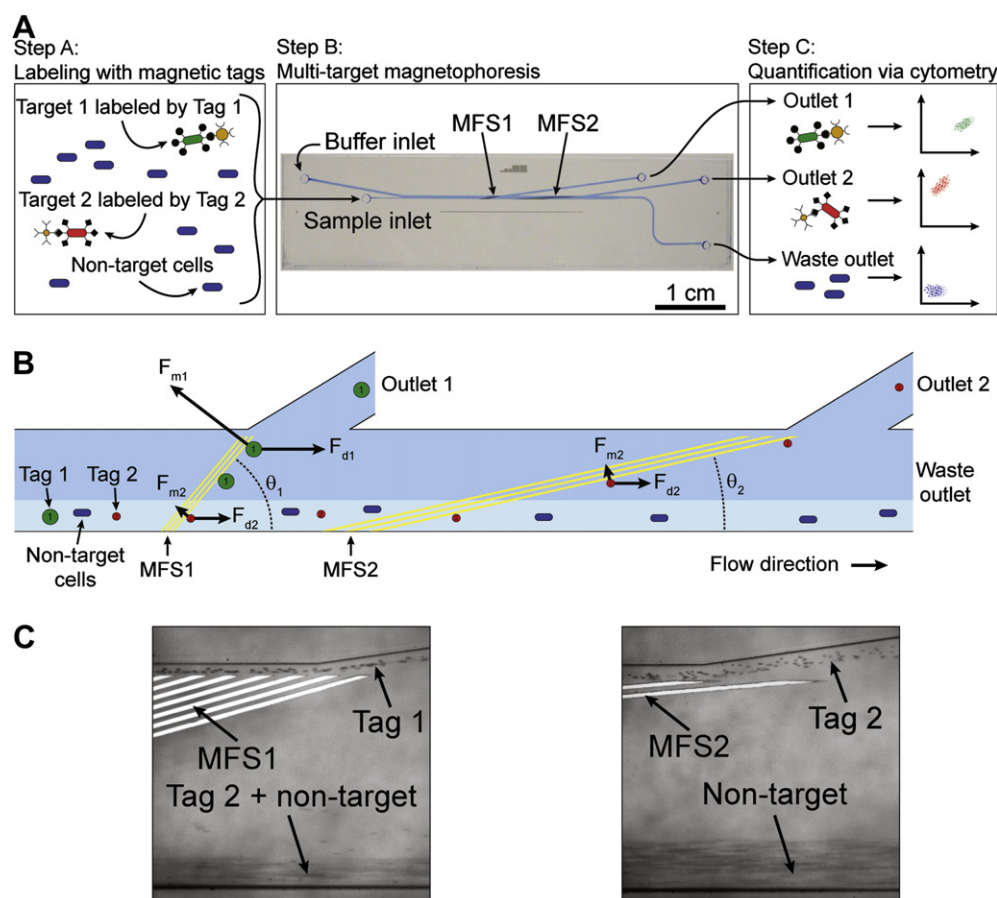 A
Step A:
Labeling with magnetic tags
Target 1 labeled by Tag 1
Target 2 labeled by Tag 2
Non-target cells
Step B:
Multi-target magnetophoresis
MFS1
MFS2
Buffer inlet
Sample inlet
1 cm
Step C:
Quantification via cytometry
Outlet 1
Outlet 2
Waste outlet
B
Fm1
Outlet 1
Outlet 2
1
Fd1
Tag 1
Tag 2
Fm2
1
θ1
Fm2
Fd2
θ2
Waste
outlet
1
Fd2
Non-target
cells
MFS1
MFS2
Flow direction
1
C
Tag 1
MFS1
Tag 2 + non-target
Tag 2
MFS2
Non-target